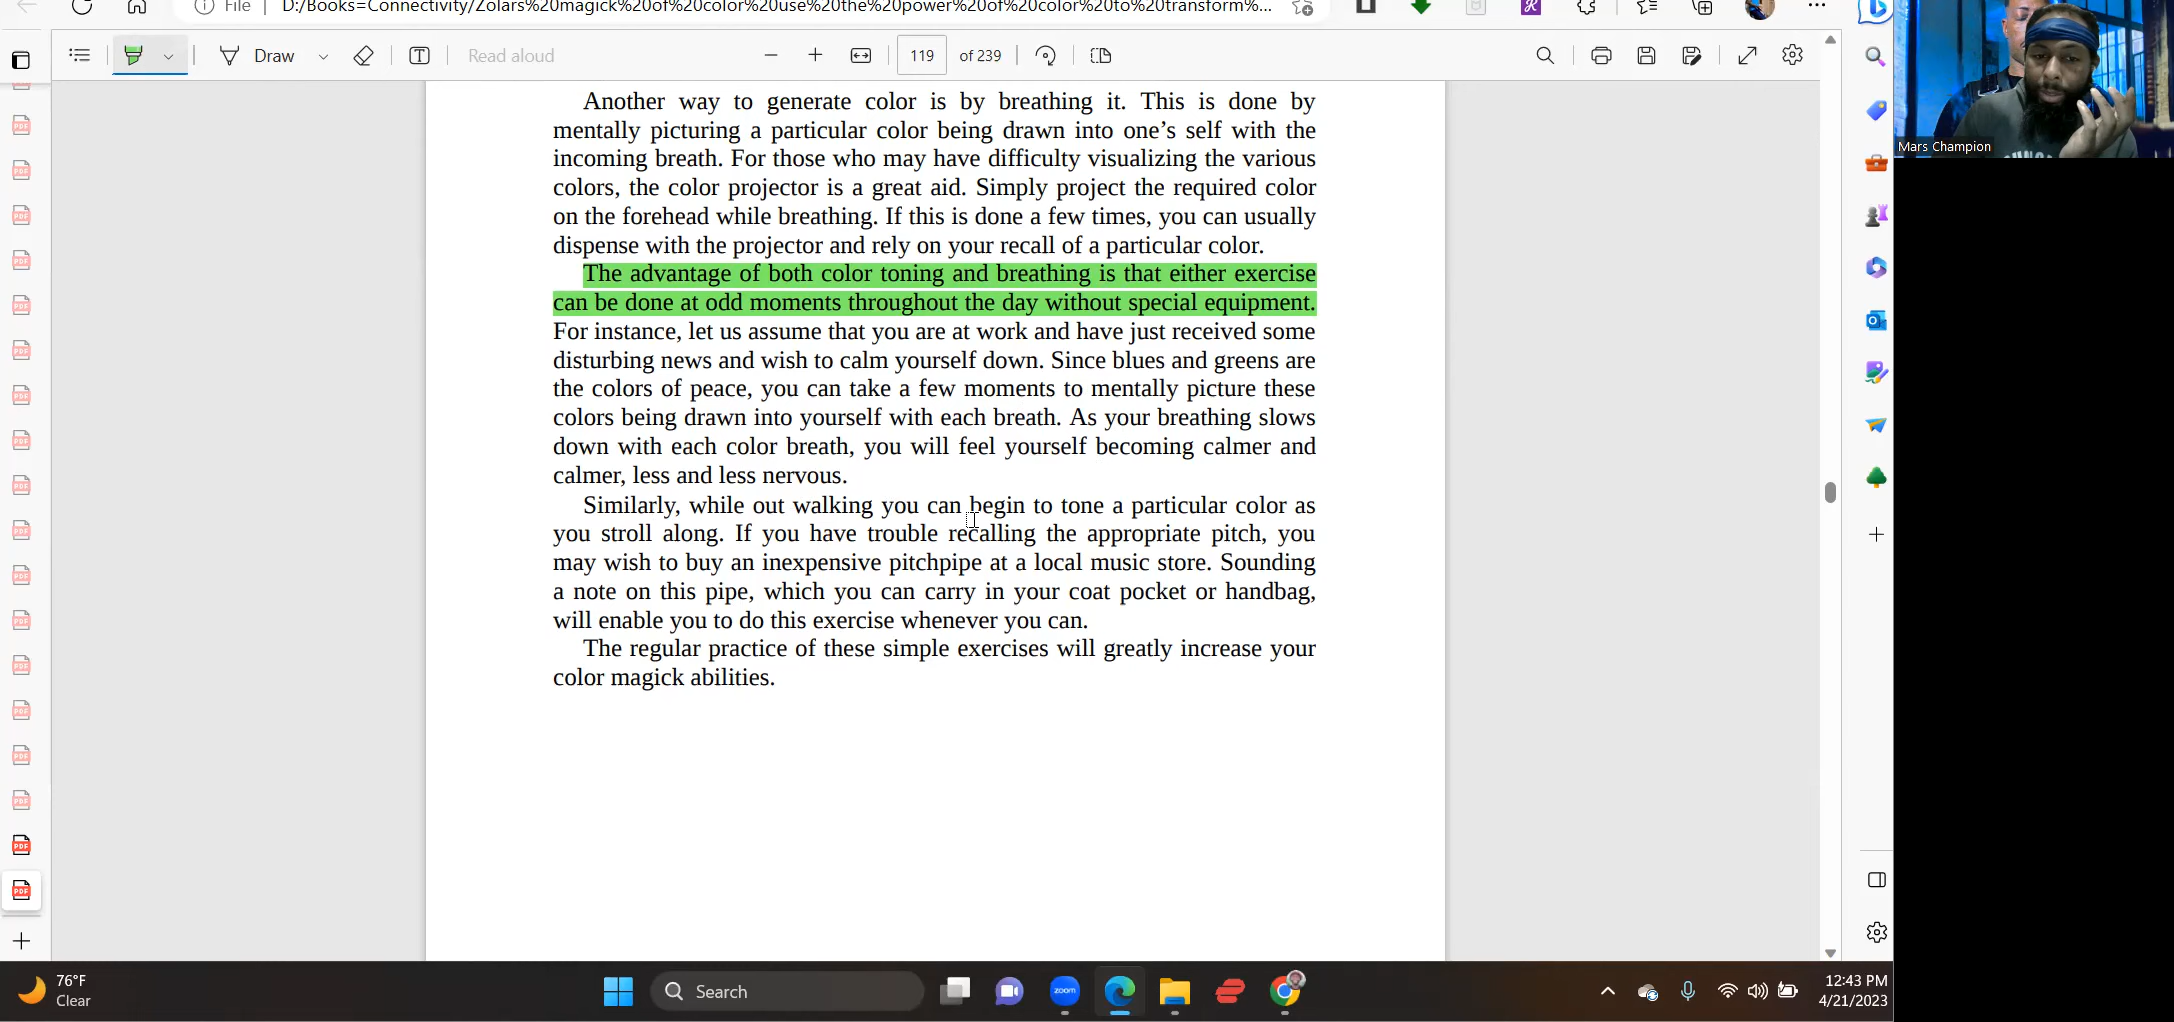 File | D:/Books=Connectivity/Zolars%20magick%20of%20color%20use%20the%20power%20of%20color%20to%20transform%...
Draw
Read aloud
119 of 239
Mars Champion
Another way to generate color is by breathing it. This is done by
mentally picturing a particular color being drawn into one’s self with the
incoming breath. For those who may have difficulty visualizing the various
colors, the color projector is a great aid. Simply project the required color
on the forehead while breathing. If this is done a few times, you can usually
dispense with the projector and rely on your recall of a particular color.
The advantage of both color toning and breathing is that either exercise
can be done at odd moments throughout the day without special equipment.
For instance, let us assume that you are at work and have just received some
disturbing news and wish to calm yourself down. Since blues and greens are
the colors of peace, you can take a few moments to mentally picture these
colors being drawn into yourself with each breath. As your breathing slows
down with each color breath, you will feel yourself becoming calmer and
calmer, less and less nervous.
Similarly, while out walking you can begin to tone a particular color as
you stroll along. If you have trouble recalling the appropriate pitch, you
may wish to buy an inexpensive pitchpipe at a local music store. Sounding
a note on this pipe, which you can carry in your coat pocket or handbag,
will enable you to do this exercise whenever you can.
The regular practice of these simple exercises will greatly increase your
color magick abilities.
76°F
Clear
Search
zoom
12:43 PM
4/21/2023